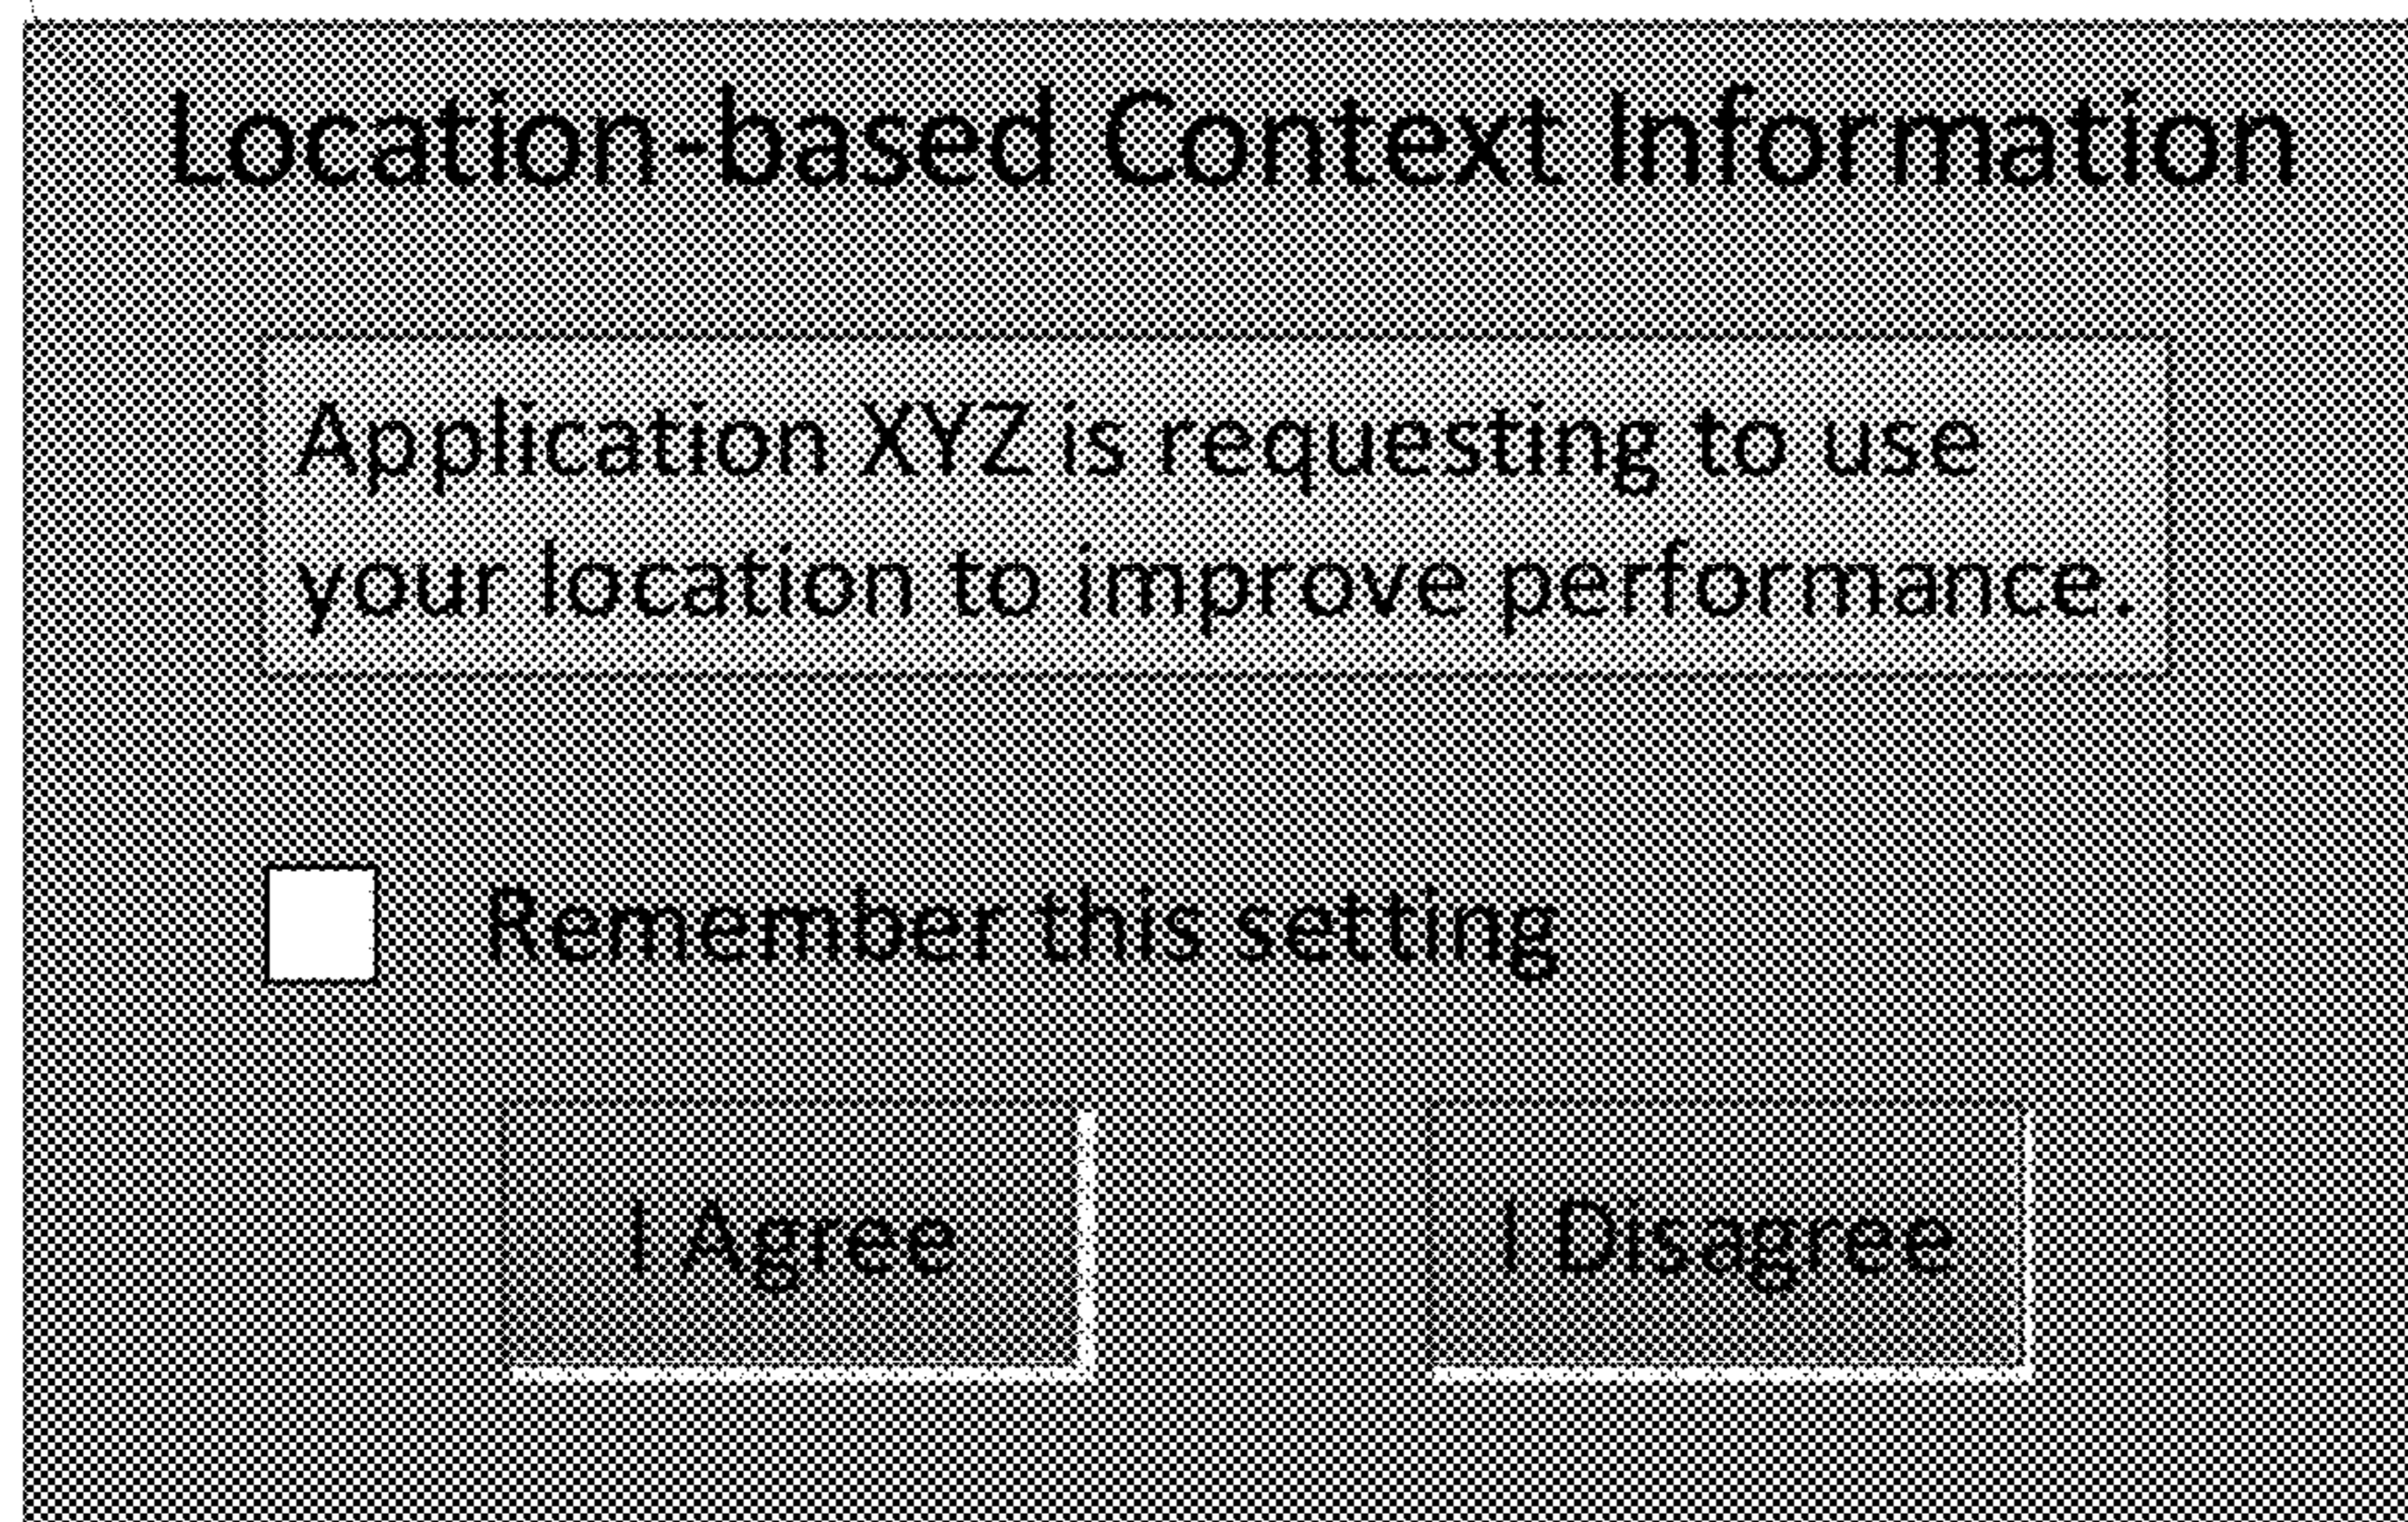 Location-based Context Information
Application XYZ is requesting to use
your location to improve performance.
Remember this setting
I Agree
I Disagree